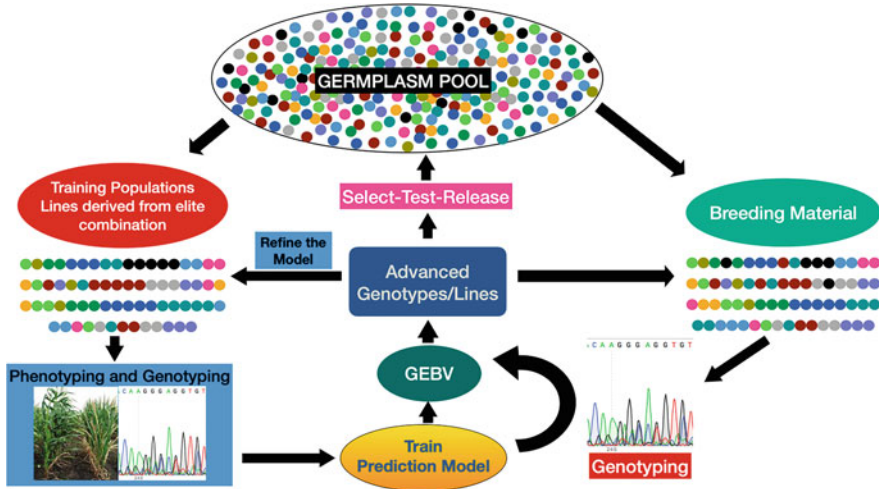 GERMPLASM POOL
Training Populations
Lines derived from elite
combination
Select-Test-Release
Breeding Material
Refine the
Model
Advanced
Genotypes/Lines
Phenotyping and Genotyping
CAAGGGAGGTGT
GEBV
C A A G G G A G G T G T
Train
Prediction Model
Genotyping